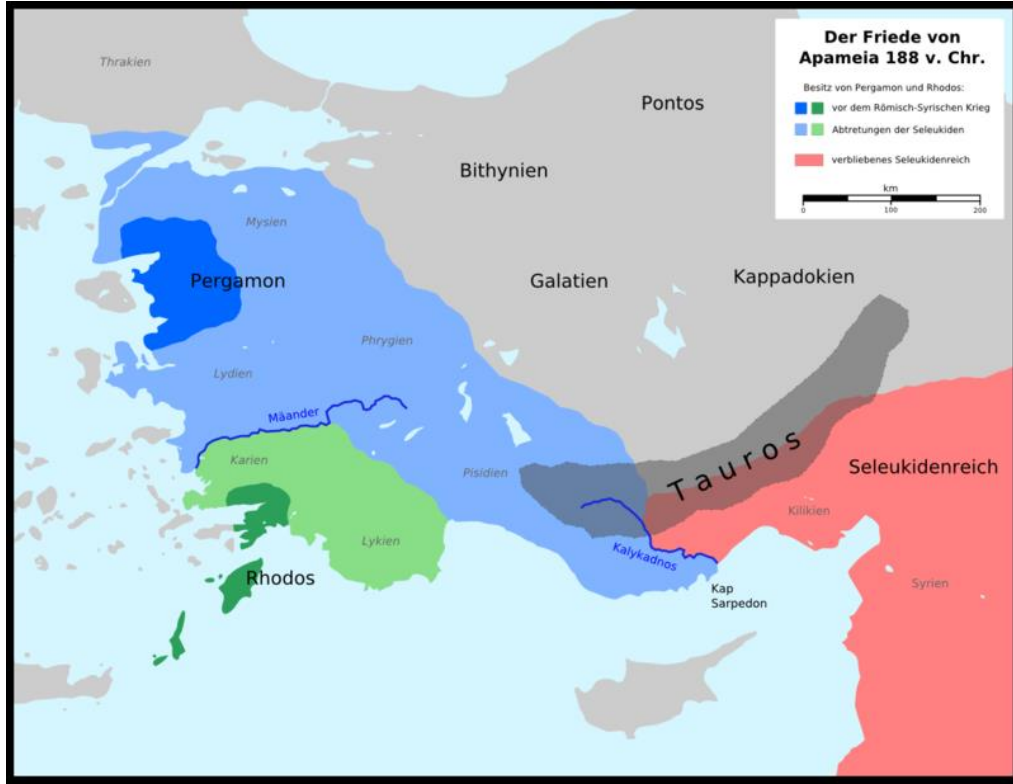 Der Friede von
Apameia 188 v. Chr.
Besitz von Pergamon und Rhodos:
vor dem Römisch-Syrischen Krieg
Abtretungen der Seleukiden
verbliebenes Seleukidenreich
km
0 100 200
Thrakien
Pontos
Bithynien
Mysien
Pergamon
Galatien
Kappadokien
Phrygien
Lydien
Mäander
Karien
Pisidien
Tauros
Seleukidenreich
Kilikien
Lykien
Kalykadnos
Rhodos
Kap
Sarpedon
Syrien